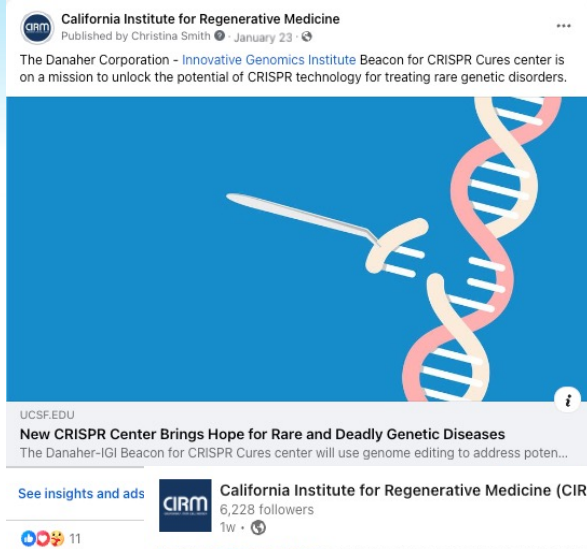 CIRM
California Institute for Regenerative Medicine
Published by Christina Smith · January 23 ·
The Danaher Corporation - Innovative Genomics Institute Beacon for CRISPR Cures center is
on a mission to unlock the potential of CRISPR technology for treating rare genetic disorders.
UCSF.EDU
New CRISPR Center Brings Hope for Rare and Deadly Genetic Diseases
The Danaher-IGI Beacon for CRISPR Cures center will use genome editing to address poten...
See insights and ads
11
CIRM
California Institute for Regenerative Medicine (CIR
6,228 followers
1w ·